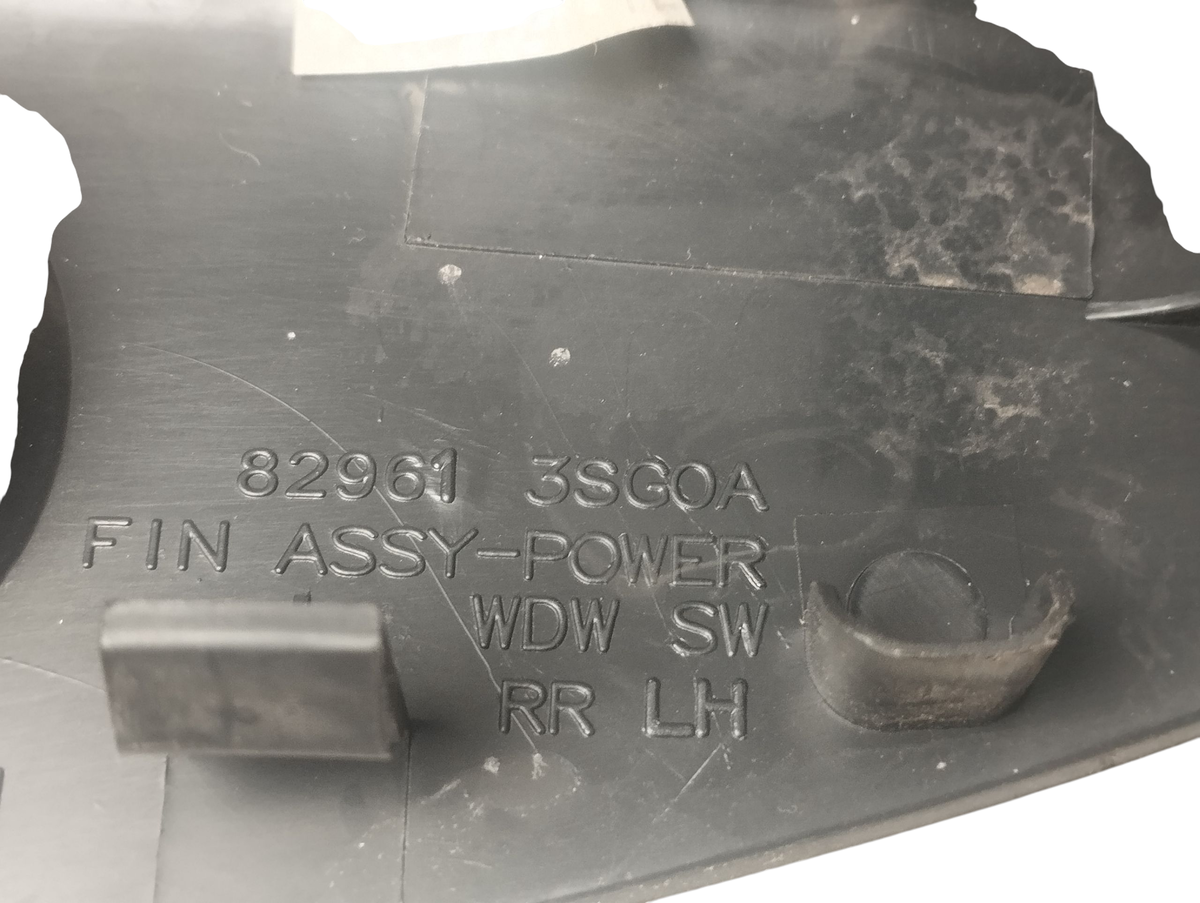 82961 3SG0A
FIN ASSY-POWER
WDW SW
RR LH